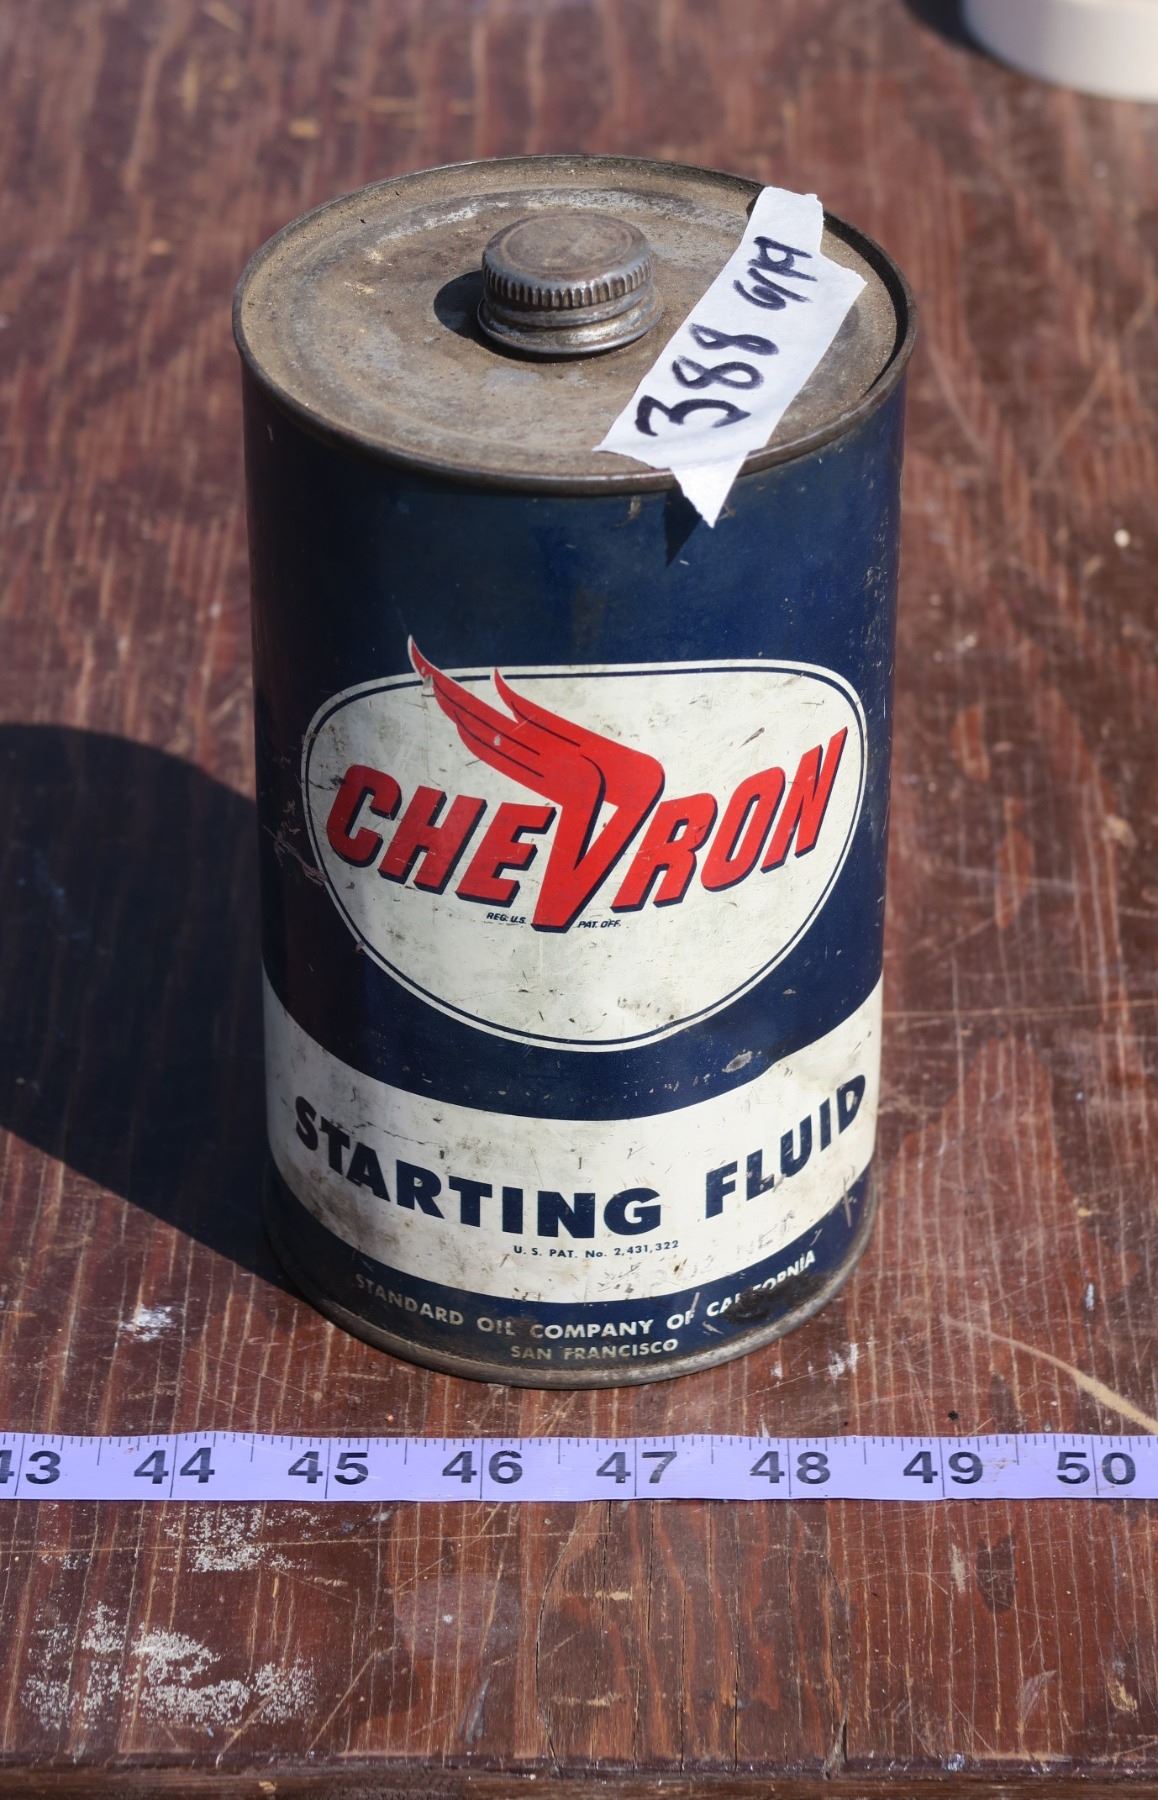 388
CHEVRON
REG. U.S. PAT. OFF.
STARTING FLUID
U. S. PAT. No. 2,431,322
STANDARD OIL COMPANY OF CALIFORNIA
SAN FRANCISCO
43 44 45 46 47 48 49 50